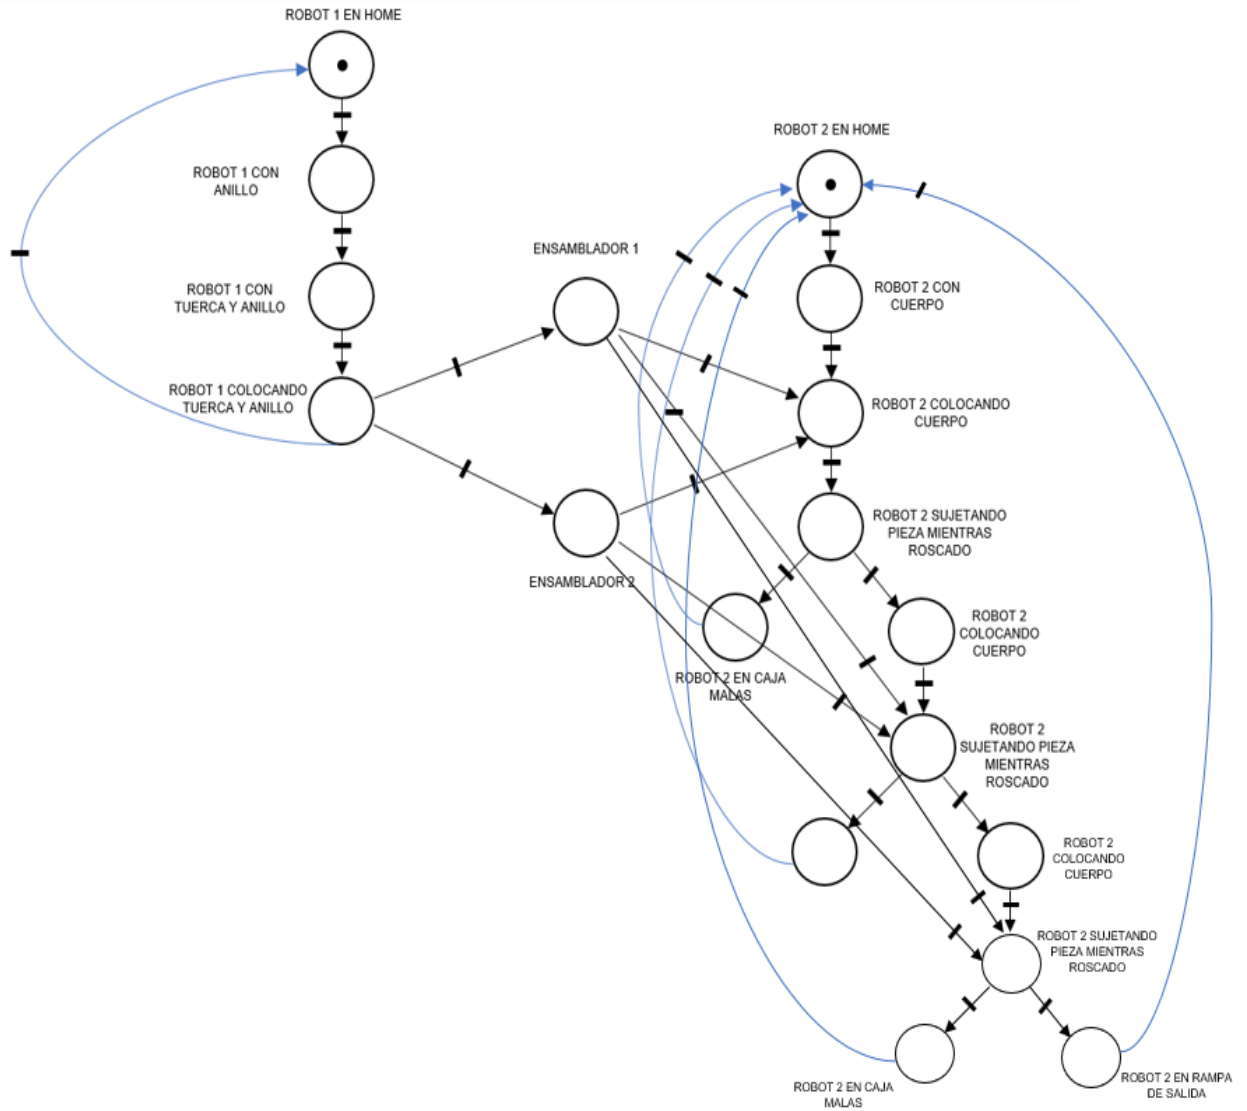 ROBOT 1 EN HOME
ROBOT 1 CON
ANILLO
ROBOT 1 CON
TUERCA Y ANILLO
ROBOT 1 COLOCANDO
TUERCA Y ANILLO
ENSAMBLADOR 1
ENSAMBLADOR 2
ROBOT 2 EN HOME
ROBOT 2 CON
CUERPO
ROBOT 2 COLOCANDO
CUERPO
ROBOT 2 SUJETANDO
PIEZA MIENTRAS
ROSCADO
ROBOT 2 EN CAJA
MALAS
ROBOT 2
COLOCANDO
CUERPO
ROBOT 2
SUJETANDO PIEZA
MIENTRAS
ROSCADO
ROBOT 2
COLOCANDO
CUERPO
ROBOT 2 SUJETANDO
PIEZA MIENTRAS
ROSCADO
ROBOT 2 EN CAJA
MALAS
ROBOT 2 EN RAMPA
DE SALIDA